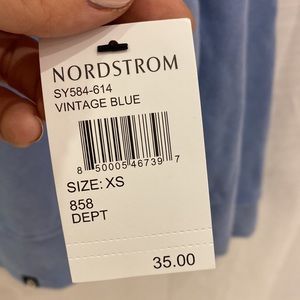 NORDSTROM
SY584-614
VINTAGE BLUE
8 50005 46739 7
SIZE: XS
858
DEPT
35.00